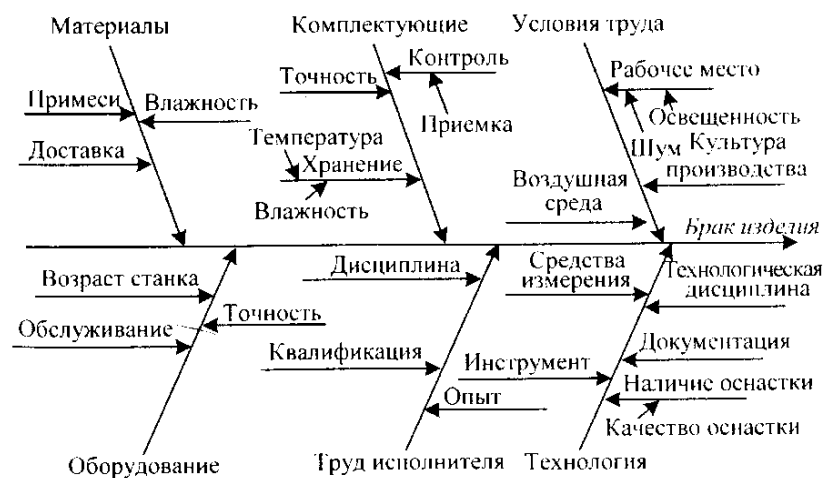 Материалы
Комплектующие
Условия труда
Контроль
Точность
Рабочее место
Примеси
Влажность
Приемка
Освещенность
Температура
Шум
Культура
производства
Доставка
Хранение
Влажность
Воздушная
среда
Брак изделия
Возраст станка
Дисциплина
Средства
измерения
Технологическая
дисциплина
Точность
Обслуживание
Квалификация
Инструмент
Документация
Опыт
Наличие оснастки
Качество оснастки
Оборудование
Труд исполнителя
Технология